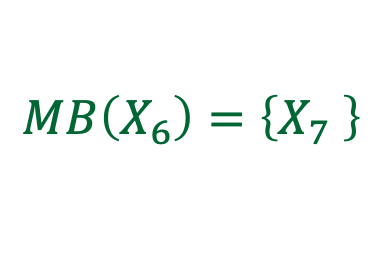 MB(X₆) = {X₇ }